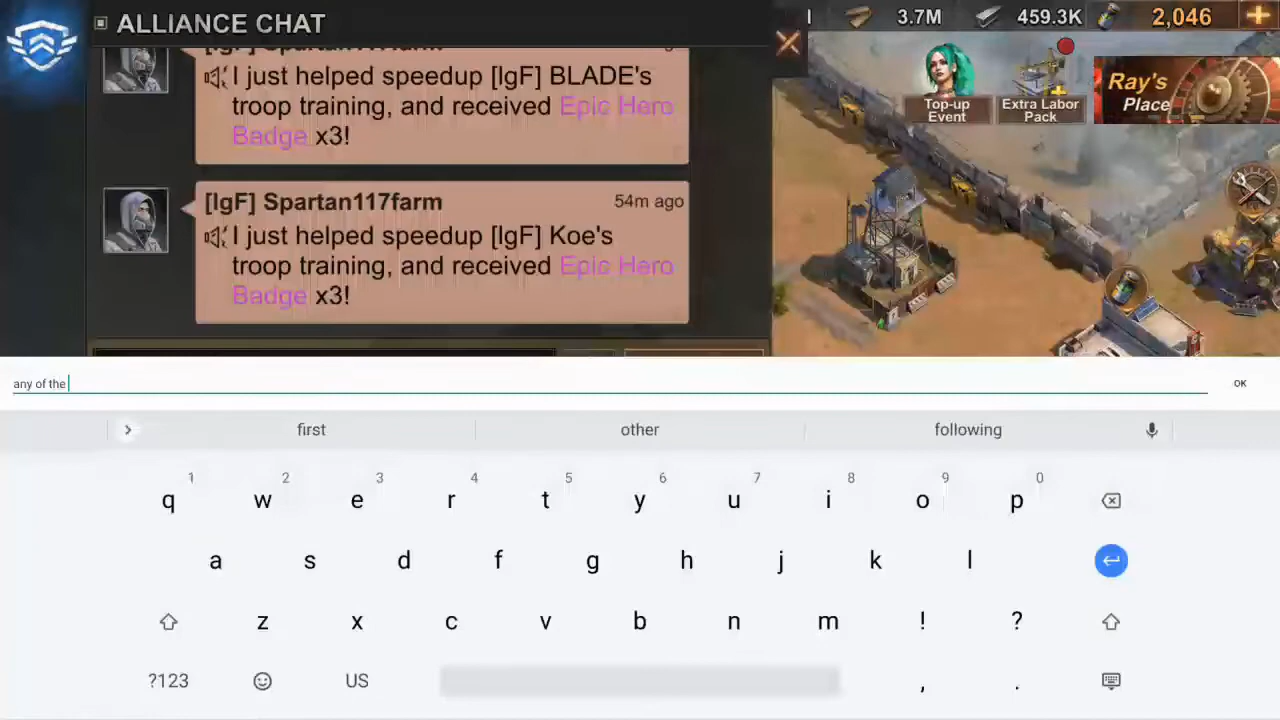 ALLIANCE CHAT
3.7M
459.3K
2,046
[IgF] Spartan117farm
I just helped speedup [IgF] BLADE's
troop training, and received Epic Hero
Badge x3!
[IgF] Spartan117farm
54m ago
I just helped speedup [IgF] Koe's
troop training, and received Epic Hero
Badge x3!
Top-up
Event
Extra Labor
Pack
Ray's
Place
any of the
OK
first
other
following
1 2 3 4 5 6 7 8 9 0
q w e r t y u i o p
a s d f g h j k l
z x c v b n m ! ?
?123
US
, .